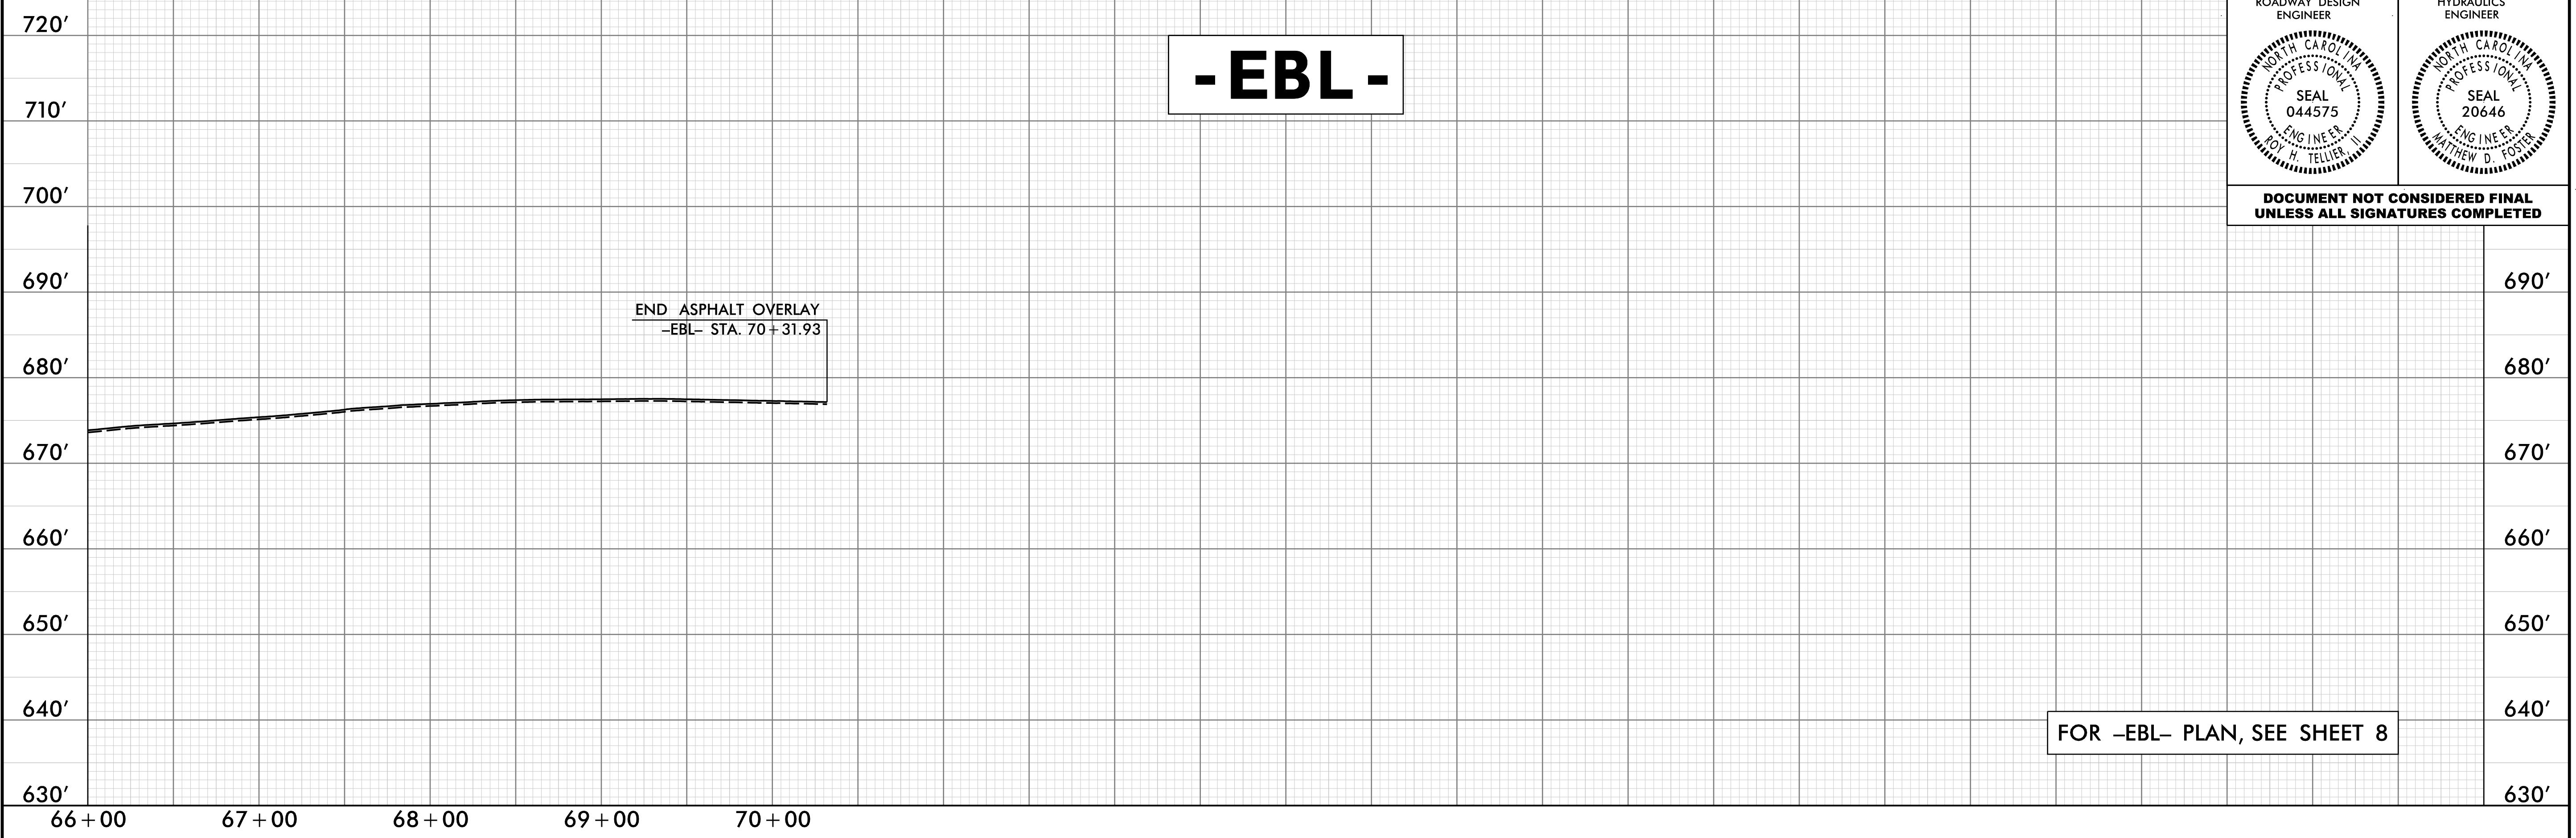 720'
710'
700'
690'
680'
670'
660'
650'
640'
630'
-EBL-
ROADWAY DESIGN
ENGINEER
HYDRAULICS
ENGINEER
NORTH CAROLINA
PROFESSIONAL
SEAL
044575
ENGINEER
ROY H. TELLIER, II
NORTH CAROLINA
PROFESSIONAL
SEAL
20646
ENGINEER
MATTHEW D. FOSTER
DOCUMENT NOT CONSIDERED FINAL
UNLESS ALL SIGNATURES COMPLETED
END ASPHALT OVERLAY
–EBL– STA. 70+31.93
690'
680'
670'
660'
650'
640'
630'
FOR –EBL– PLAN, SEE SHEET 8
66+00 67+00 68+00 69+00 70+00